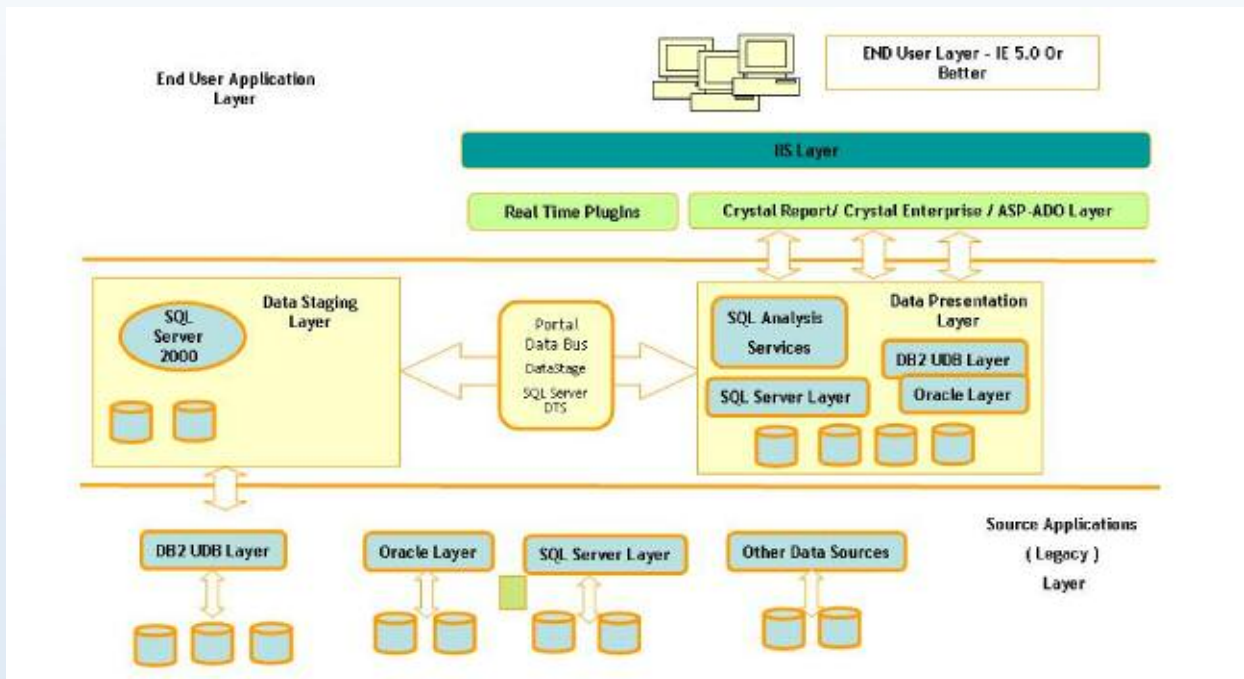 End User Application
Layer
END User Layer - IE 5.0 Or
Better
IIS Layer
Real Time PlugIns
Crystal Report/ Crystal Enterprise / ASP-ADO Layer
Data Staging
Layer
SQL
Server
2000
Portal
Data Bus
DataStage
SQL Server
DTS
Data Presentation
Layer
SQL Analysis
Services
DB2 UDB Layer
SQL Server Layer
Oracle Layer
DB2 UDB Layer
Oracle Layer
SQL Server Layer
Other Data Sources
Source Applications
( Legacy )
Layer